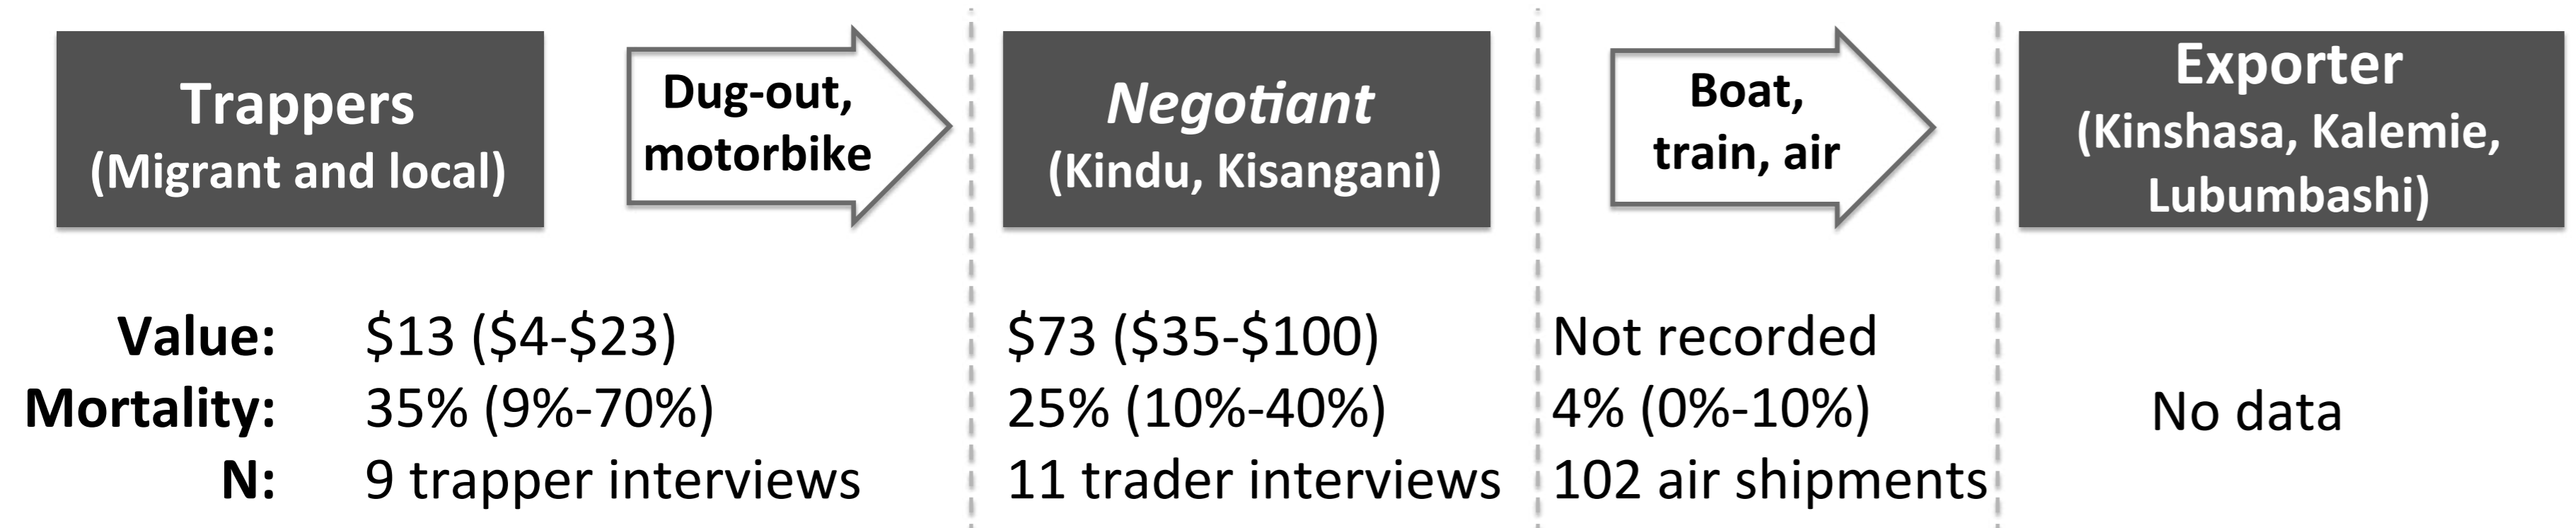 Trappers
(Migrant and local)
Dug-out,
motorbike
Negotiant
(Kindu, Kisangani)
Boat,
train, air
Exporter
(Kinshasa, Kalemie,
Lubumbashi)
Value: $13 ($4-$23) $73 ($35-$100) Not recorded
Mortality: 35% (9%-70%) 25% (10%-40%) 4% (0%-10%) No data
N: 9 trapper interviews 11 trader interviews 102 air shipments